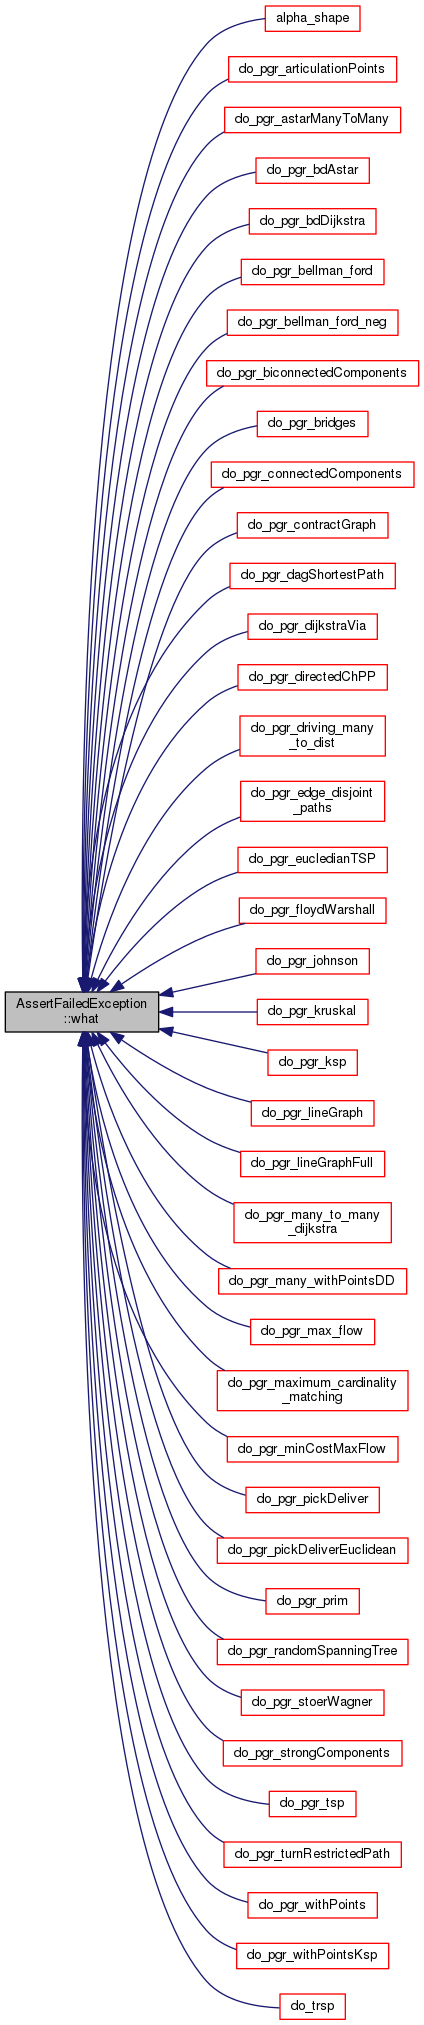 alpha_shape
do_pgr_articulationPoints
do_pgr_astarManyToMany
do_pgr_bdAstar
do_pgr_bdDijkstra
do_pgr_bellman_ford
do_pgr_bellman_ford_neg
do_pgr_biconnectedComponents
do_pgr_bridges
do_pgr_connectedComponents
do_pgr_contractGraph
do_pgr_dagShortestPath
do_pgr_dijkstraVia
do_pgr_directedChPP
do_pgr_driving_many
_to_dist
do_pgr_edge_disjoint
_paths
do_pgr_eucledianTSP
do_pgr_floydWarshall
do_pgr_johnson
AssertFailedException
::what
do_pgr_kruskal
do_pgr_ksp
do_pgr_lineGraph
do_pgr_lineGraphFull
do_pgr_many_to_many
_dijkstra
do_pgr_many_withPointsDD
do_pgr_max_flow
do_pgr_maximum_cardinality
_matching
do_pgr_minCostMaxFlow
do_pgr_pickDeliver
do_pgr_pickDeliverEuclidean
do_pgr_prim
do_pgr_randomSpanningTree
do_pgr_stoerWagner
do_pgr_strongComponents
do_pgr_tsp
do_pgr_turnRestrictedPath
do_pgr_withPoints
do_pgr_withPointsKsp
do_trsp